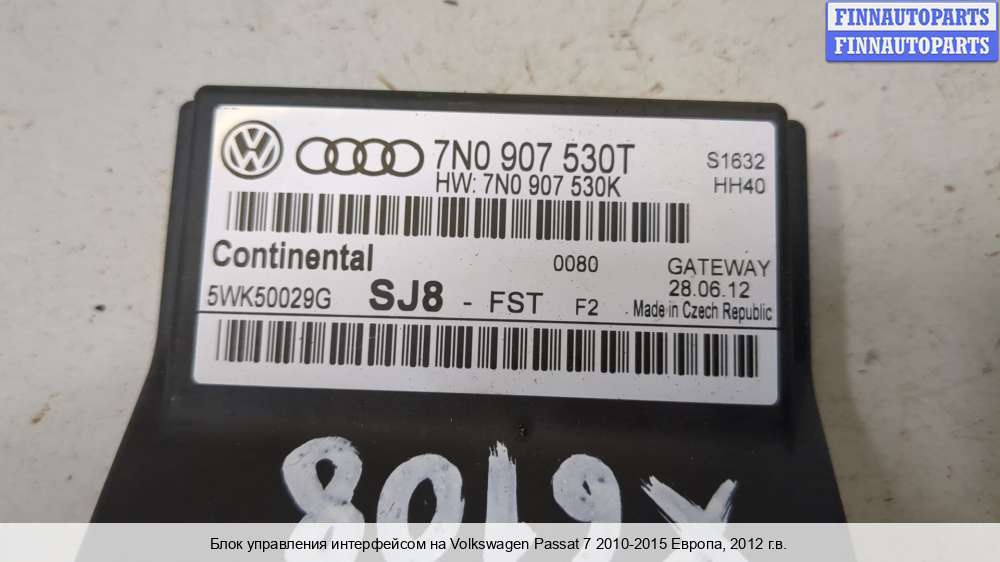 FINNAUTOPARTS
FINNAUTOPARTS
7N0 907 530T
S1632
HW: 7N0 907 530K
HH40
Continental
0080
GATEWAY
28.06.12
5WK50029G
SJ8 - FST F2
Made in Czech Republic
X6108
Блок управления интерфейсом на Volkswagen Passat 7 2010-2015 Европа, 2012 г.в.